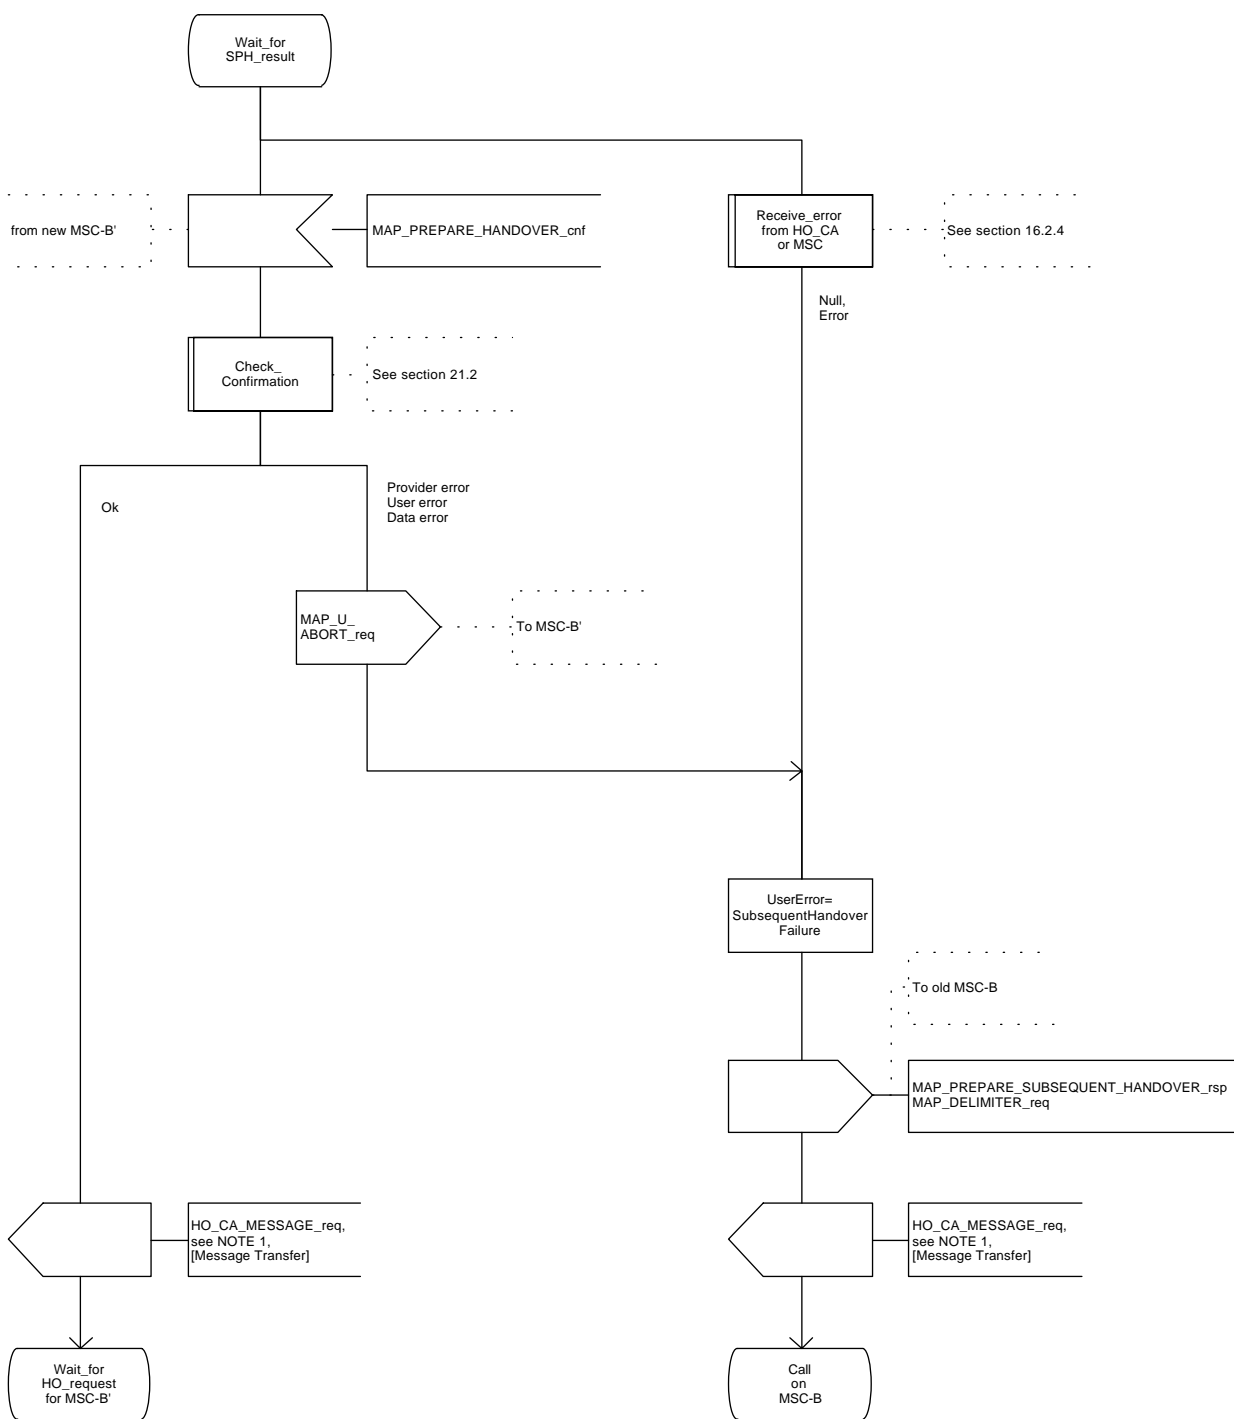 Wait_for
SPH_result
from new MSC-B'
MAP_PREPARE_HANDOVER_cnf
Receive_error
from HO_CA
or MSC
See section 16.2.4
Null,
Error
Check_
Confirmation
See section 21.2
Ok
Provider error
User error
Data error
MAP_U_
ABORT_req
To MSC-B'
UserError=
SubsequentHandover
Failure
To old MSC-B
MAP_PREPARE_SUBSEQUENT_HANDOVER_rsp
MAP_DELIMITER_req
HO_CA_MESSAGE_req,
see NOTE 1,
[Message Transfer]
HO_CA_MESSAGE_req,
see NOTE 1,
[Message Transfer]
Wait_for
HO_request
for MSC-B'
Call
on
MSC-B